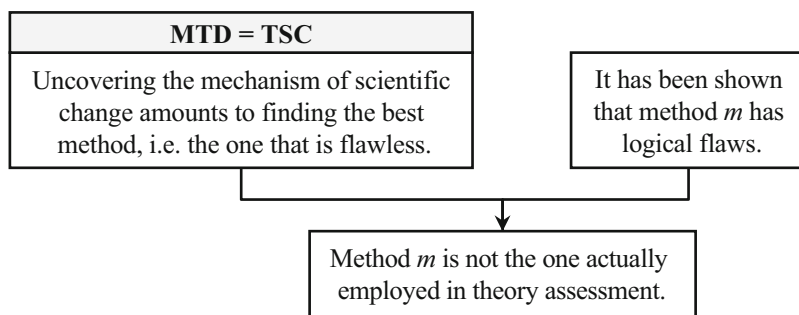 MTD = TSC
Uncovering the mechanism of scientific
change amounts to finding the best
method, i.e. the one that is flawless.
It has been shown
that method m has
logical flaws.
Method m is not the one actually
employed in theory assessment.